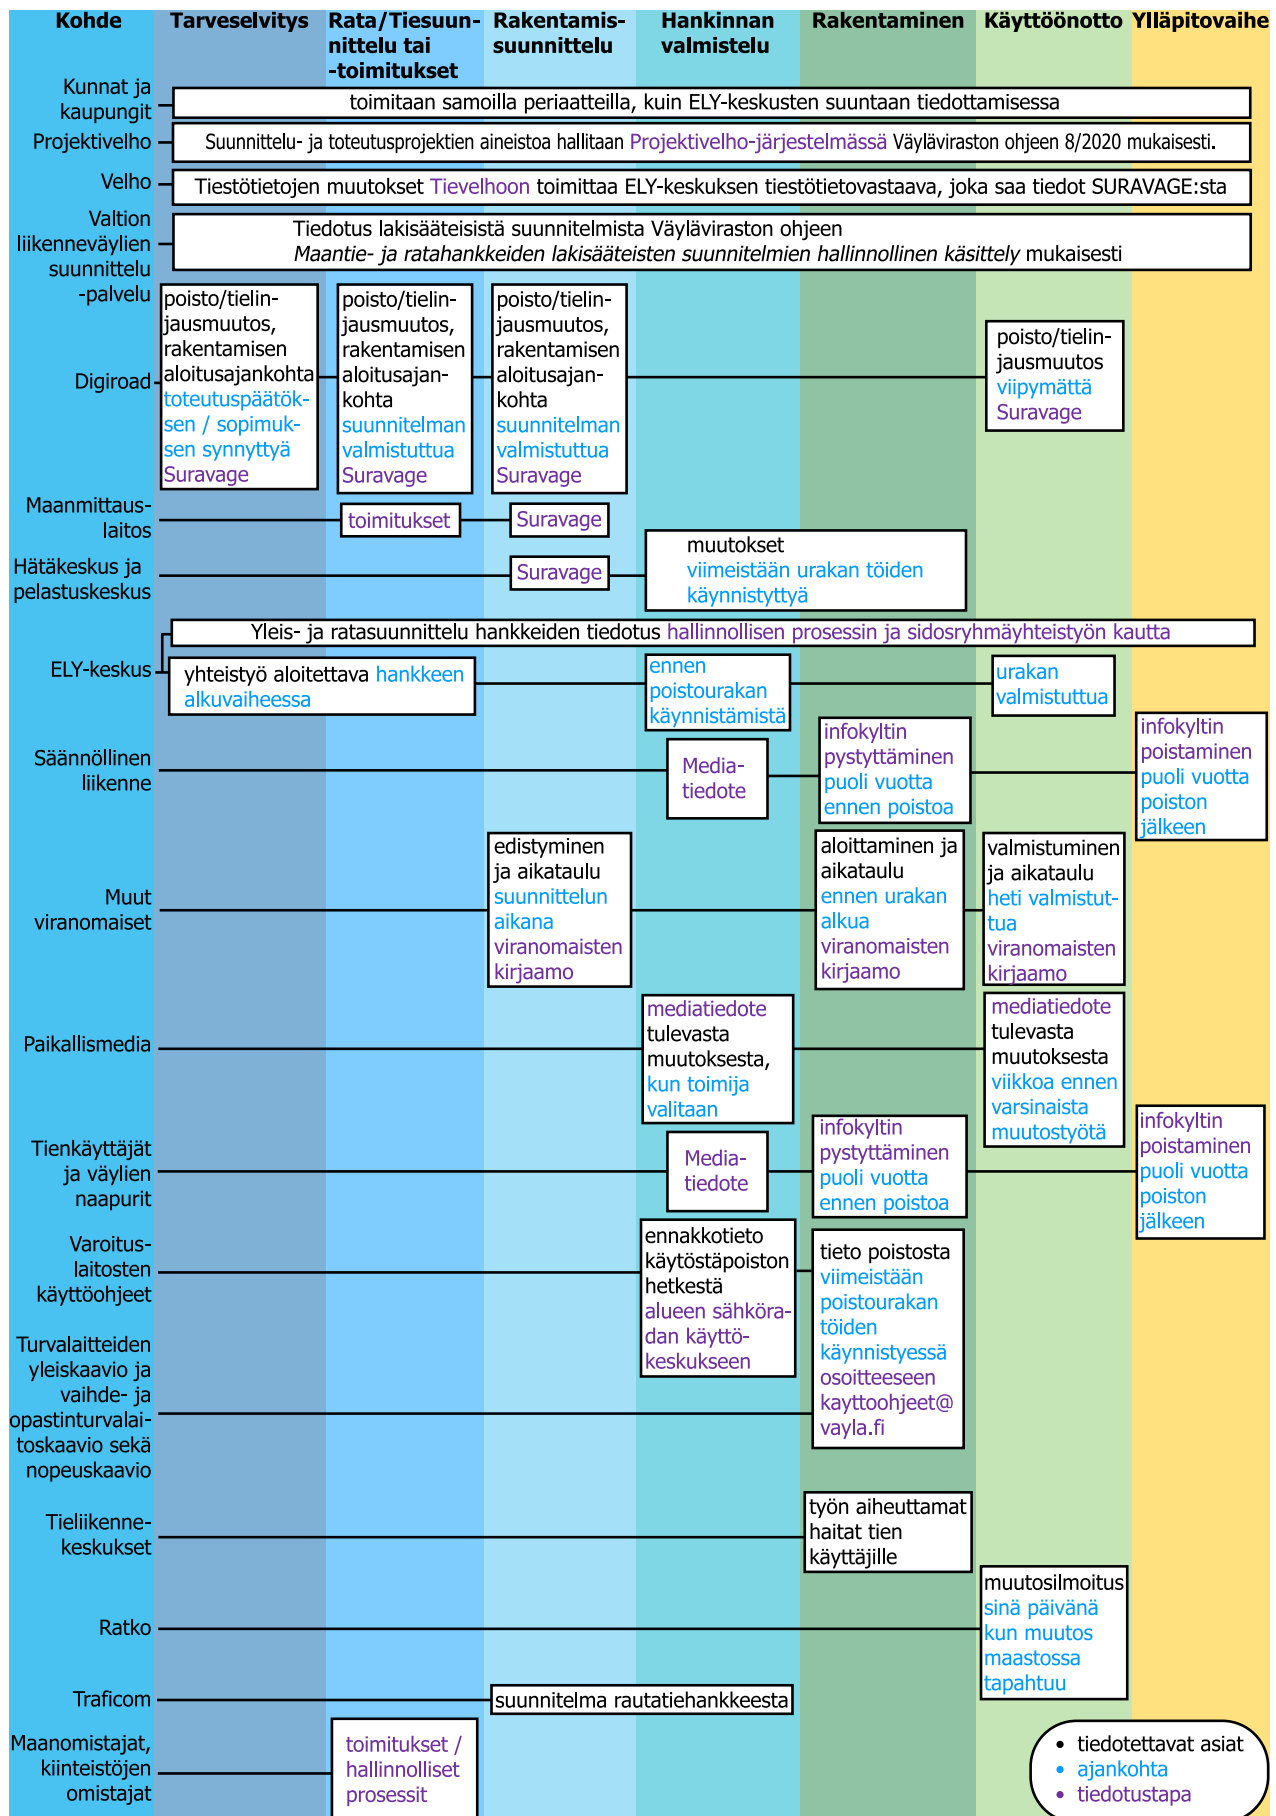 Kohde
Tarveselvitys
Rata/Tiesuun-
nittelu tai
-toimitukset
Rakentamis-
suunnittelu
Hankinnan
valmistelu
Rakentaminen
Käyttöönotto
Ylläpitovaihe
Kunnat ja
kaupungit
toimitaan samoilla periaatteilla, kuin ELY-keskusten suuntaan tiedottamisessa
Projektivelho
Suunnittelu- ja toteutusprojektien aineistoa hallitaan Projektivelho-järjestelmässä Väyläviraston ohjeen 8/2020 mukaisesti.
Velho
Tiestötietojen muutokset Tievelhoon toimittaa ELY-keskuksen tiestötietovastaava, joka saa tiedot SURAVAGE:sta
Valtion
liikenneväylien
suunnittelu
-palvelu
Tiedotus lakisääteisistä suunnitelmista Väyläviraston ohjeen
Maantie- ja ratahankkeiden lakisääteisten suunnitelmien hallinnollinen käsittely mukaisesti
Digiroad
poisto/tielin-
jausmuutos,
rakentamisen
aloitusajankohta
toteutuspäätök-
sen / sopimuk-
sen synnyttyä
Suravage
poisto/tielin-
jausmuutos,
rakentamisen
aloitusajan-
kohta
suunnitelman
valmistuttua
Suravage
poisto/tielin-
jausmuutos,
rakentamisen
aloitusajan-
kohta
suunnitelman
valmistuttua
Suravage
poisto/tielin-
jausmuutos
viipymättä
Suravage
Maanmittaus-
laitos
toimitukset
Suravage
Hätäkeskus ja
pelastuskeskus
Suravage
muutokset
viimeistään urakan töiden
käynnistyttyä
ELY-keskus
Yleis- ja ratasuunnittelu hankkeiden tiedotus hallinnollisen prosessin ja sidosryhmäyhteistyön kautta
yhteistyö aloitettava hankkeen
alkuvaiheessa
ennen
poistourakan
käynnistämistä
urakan
valmistuttua
Säännöllinen
liikenne
Media-
tiedote
infokyltin
pystyttäminen
puoli vuotta
ennen poistoa
infokyltin
poistaminen
puoli vuotta
poiston
jälkeen
Muut
viranomaiset
edistyminen
ja aikataulu
suunnittelun
aikana
viranomaisten
kirjaamo
aloittaminen ja
aikataulu
ennen urakan
alkua
viranomaisten
kirjaamo
valmistuminen
ja aikataulu
heti valmistut-
tua
viranomaisten
kirjaamo
Paikallismedia
mediatiedote
tulevasta
muutoksesta,
kun toimija
valitaan
mediatiedote
tulevasta
muutoksesta
viikkoa ennen
varsinaista
muutostyötä
Tienkäyttäjät
ja väylien
naapurit
Media-
tiedote
infokyltin
pystyttäminen
puoli vuotta
ennen poistoa
infokyltin
poistaminen
puoli vuotta
poiston
jälkeen
Varoitus-
laitosten
käyttöohjeet
ennakkotieto
käytöstäpoiston
hetkestä
alueen sähköra-
dan käyttö-
keskukseen
tieto poistosta
viimeistään
poistourakan
töiden
käynnistyessä
osoitteeseen
kayttoohjeet@
vayla.fi
Turvalaitteiden
yleiskaavio ja
vaihde- ja
opastinturvalai-
toskaavio sekä
nopeuskaavio
Tieliikenne-
keskukset
työn aiheuttamat
haitat tien
käyttäjille
Ratko
muutosilmoitus
sinä päivänä
kun muutos
maastossa
tapahtuu
Traficom
suunnitelma rautatiehankkeesta
Maanomistajat,
kiinteistöjen
omistajat
toimitukset /
hallinnolliset
prosessit
• tiedotettavat asiat
• ajankohta
• tiedotustapa